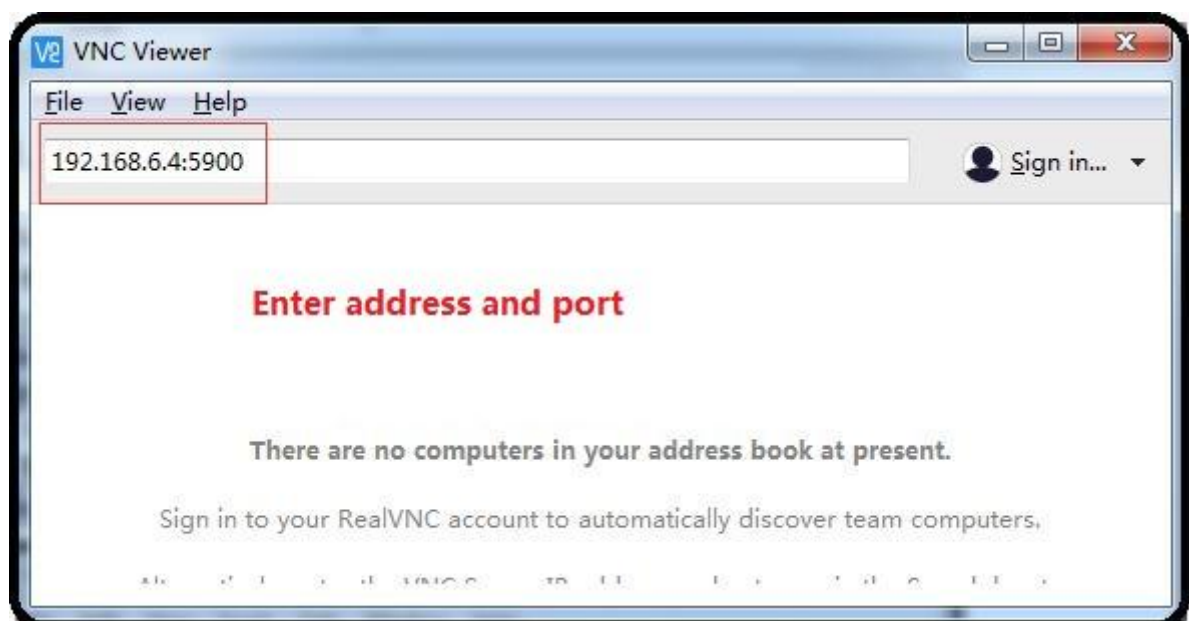 VNC Viewer
File View Help
192.168.6.4:5900
Sign in...
Enter address and port
There are no computers in your address book at present.
Sign in to your RealVNC account to automatically discover team computers.